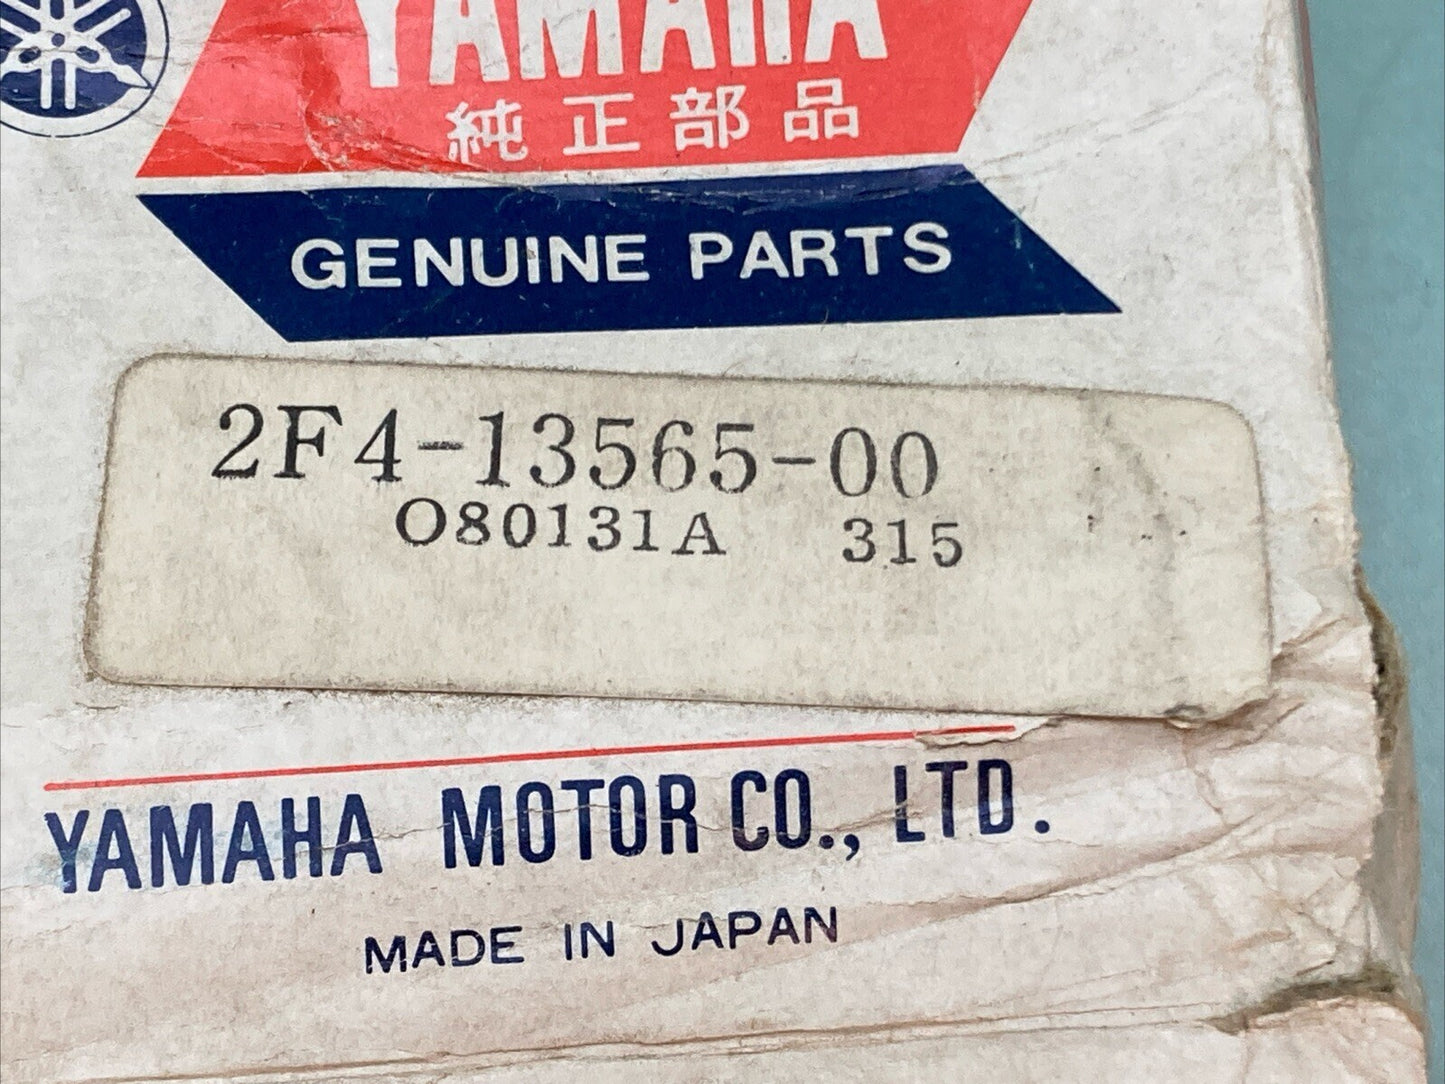 YAMAHA
純正部品
GENUINE PARTS
2F4-13565-00
O80131A 315
YAMAHA MOTOR CO., LTD.
MADE IN JAPAN